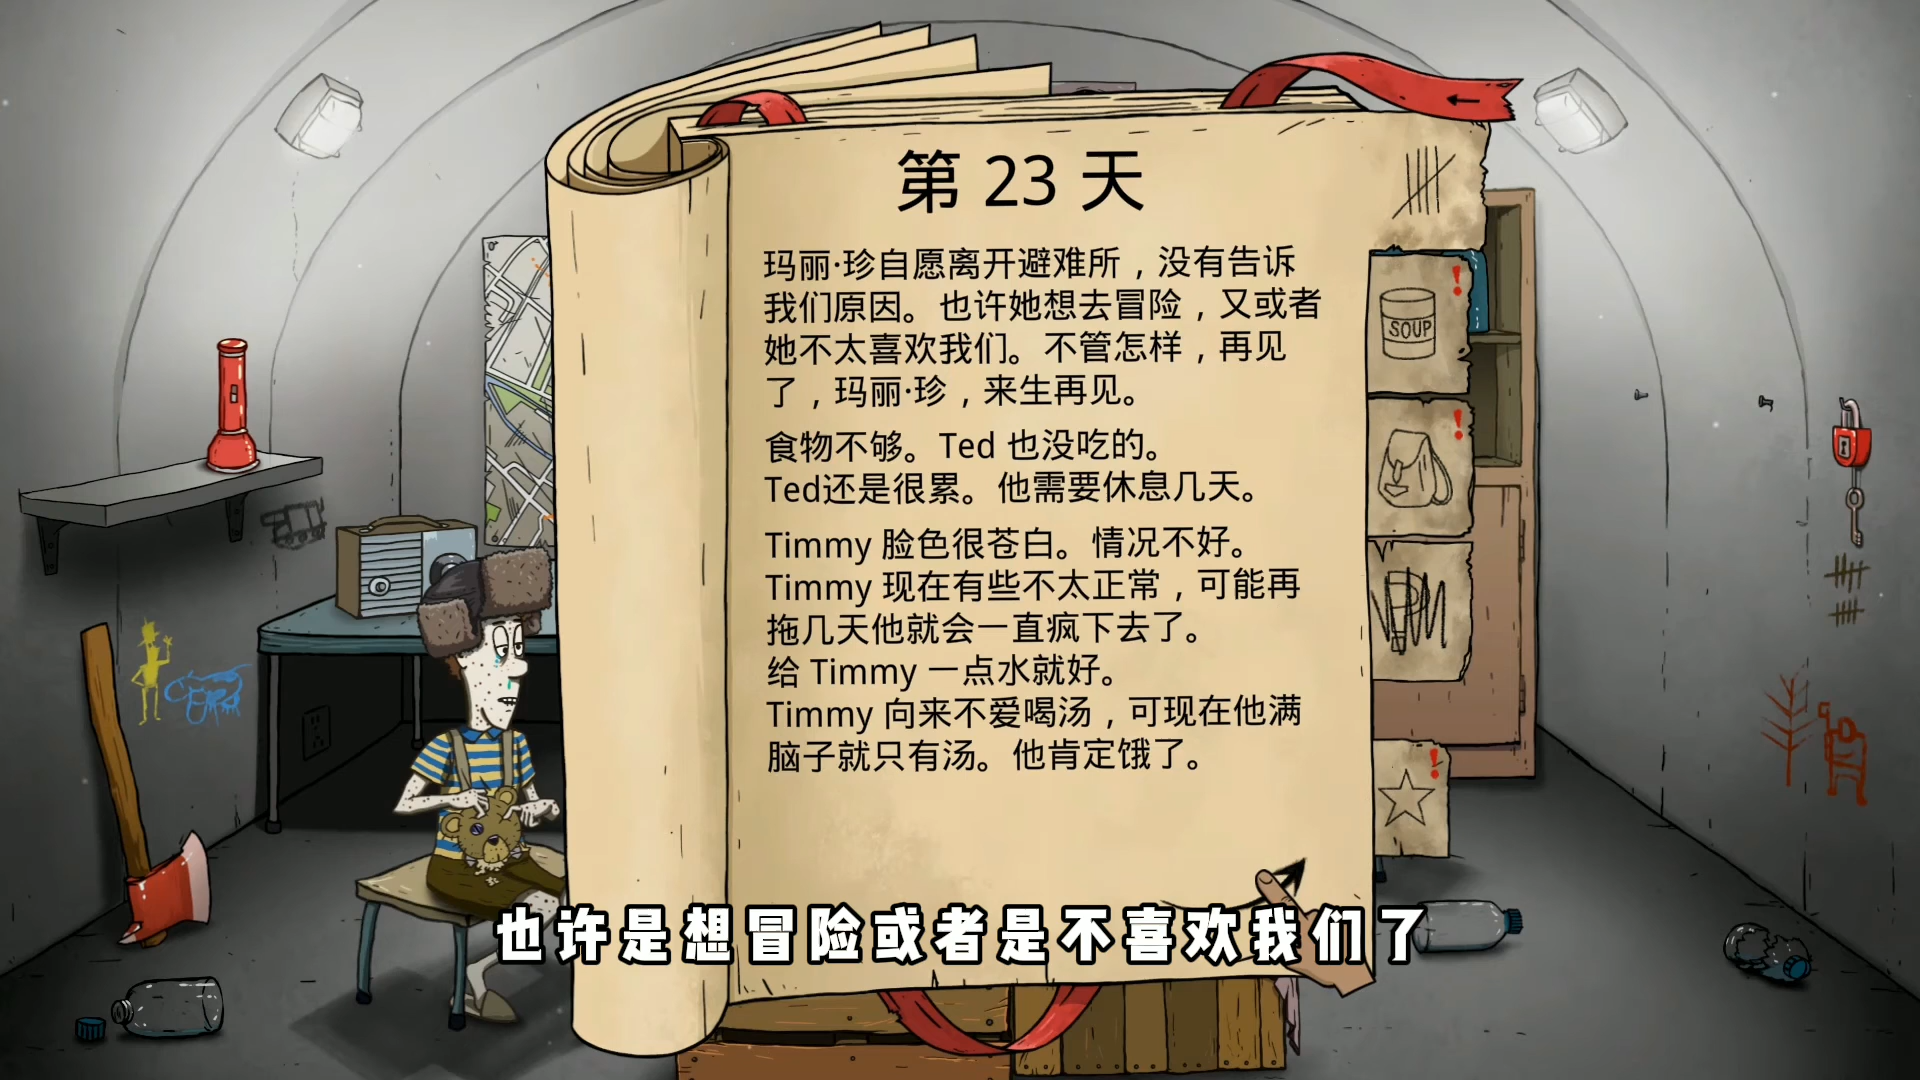 第 23 天
玛丽·珍自愿离开避难所，没有告诉
我们原因。也许她想去冒险，又或者
她不太喜欢我们。不管怎样，再见
了，玛丽·珍，来生再见。
食物不够。Ted 也没吃的。
Ted还是很累。他需要休息几天。
Timmy 脸色很苍白。情况不好。
Timmy 现在有些不太正常，可能再
拖几天他就会一直疯下去了。
给 Timmy 一点水就好。
Timmy 向来不爱喝汤，可现在他满
脑子就只有汤。他肯定饿了。
!
SOUP
!
!
也许是想冒险或者是不喜欢我们了